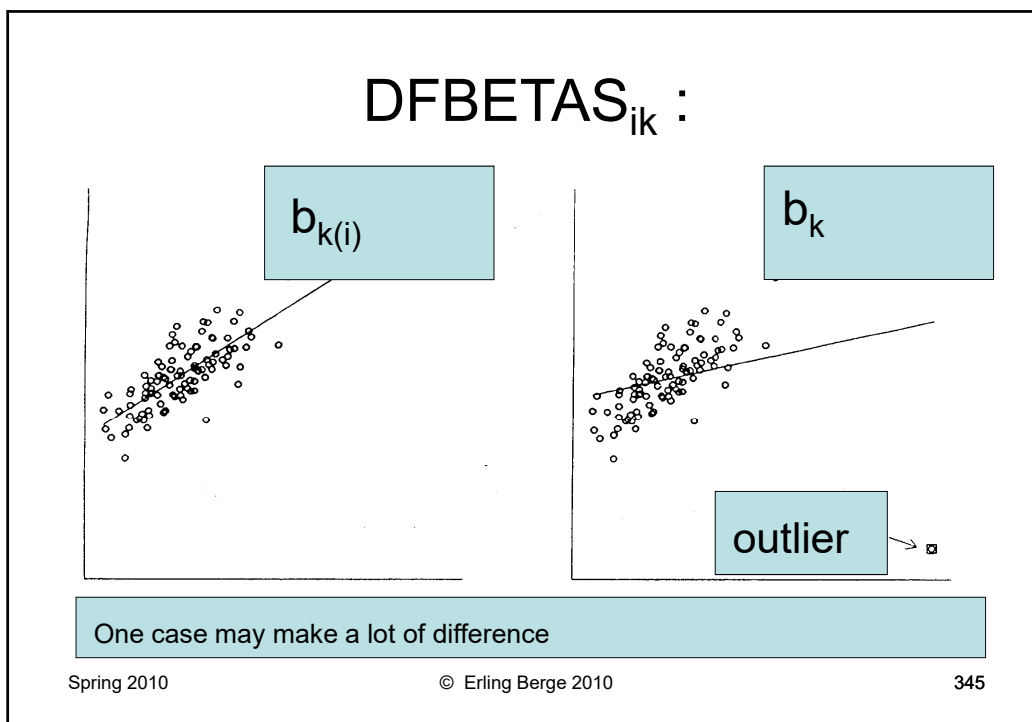 DFBETAS_ik :
b_k(i)
b_k
outlier
One case may make a lot of difference
Spring 2010
© Erling Berge 2010
345